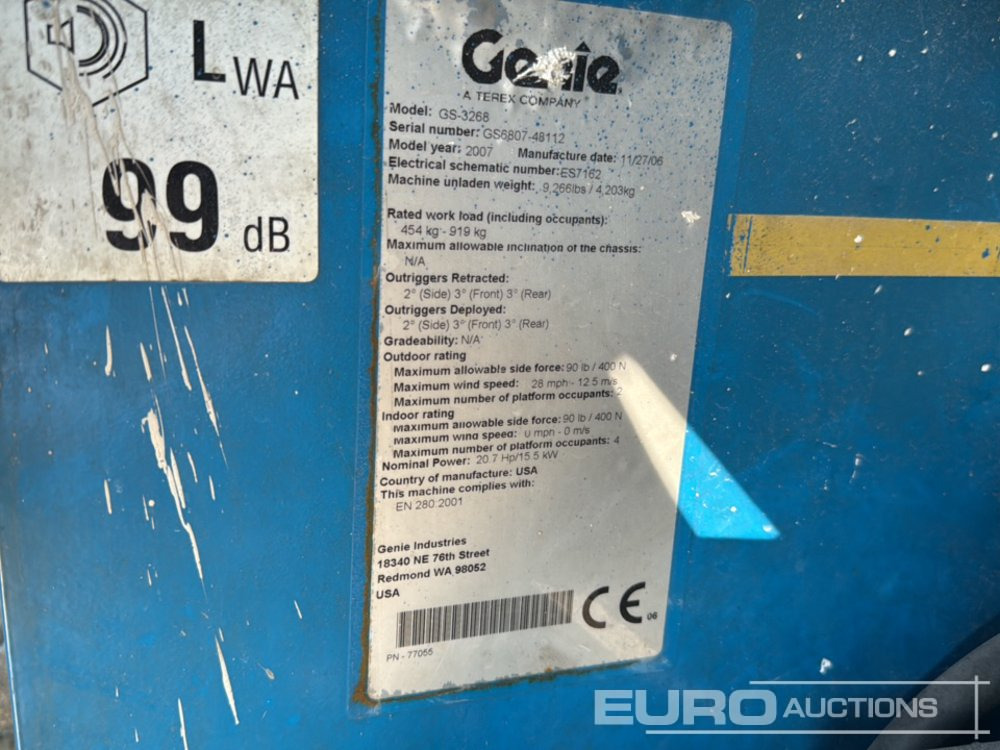 LWA
99 dB
Genie
A TEREX COMPANY
Model: GS-3268
Serial number: GS6807-48112
Model year: 2007 Manufacture date: 11/27/06
Electrical schematic number: ES7162
Machine unladen weight: 9,266lbs / 4,203kg
Rated work load (including occupants):
454 kg - 919 kg
Maximum allowable inclination of the chassis:
N/A
Outriggers Retracted:
2° (Side) 3° (Front) 3° (Rear)
Outriggers Deployed:
2° (Side) 3° (Front) 3° (Rear)
Gradeability: N/A
Outdoor rating
Maximum allowable side force: 90 lb / 400 N
Maximum wind speed: 28 mph - 12.5 m/s
Maximum number of platform occupants: 2
Indoor rating
Maximum allowable side force: 90 lb / 400 N
Maximum wind speed: 0 mph - 0 m/s
Maximum number of platform occupants: 4
Nominal Power: 20.7 Hp/15.5 kW
Country of manufacture: USA
This machine complies with:
EN 280:2001
Genie Industries
18340 NE 76th Street
Redmond WA 98052
USA
CE 06
PN - 77055
EURO AUCTIONS